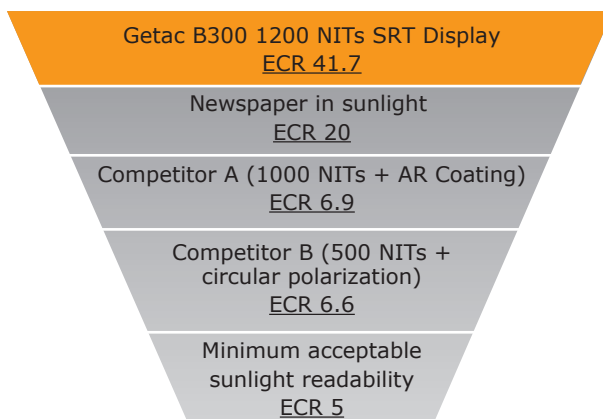 Getac B300 1200 NITs SRT Display
ECR 41.7
Newspaper in sunlight
ECR 20
Competitor A (1000 NITs + AR Coating)
ECR 6.9
Competitor B (500 NITs +
circular polarization)
ECR 6.6
Minimum acceptable
sunlight readability
ECR 5